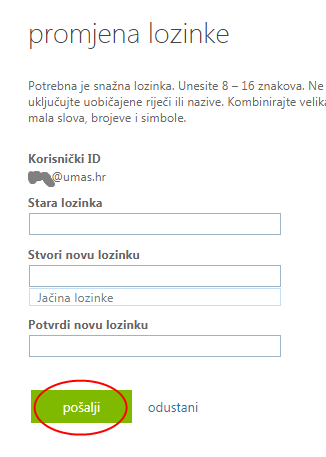 promjena lozinke
Potrebna je snažna lozinka. Unesite 8 – 16 znakova. Ne
uključujte uobičajene riječi ili nazive. Kombinirajte velika
mala slova, brojeve i simbole.
Korisnički ID
@umas.hr
Stara lozinka
Stvori novu lozinku
Jačina lozinke
Potvrdi novu lozinku
pošalji odustani